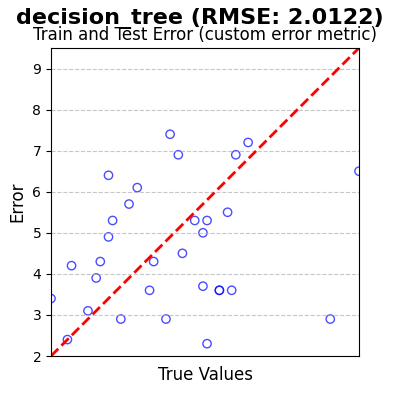 decision_tree (RMSE: 2.0122)
Train and Test Error (custom error metric)
9
8
7
6
5
4
3
2
Error
True Values